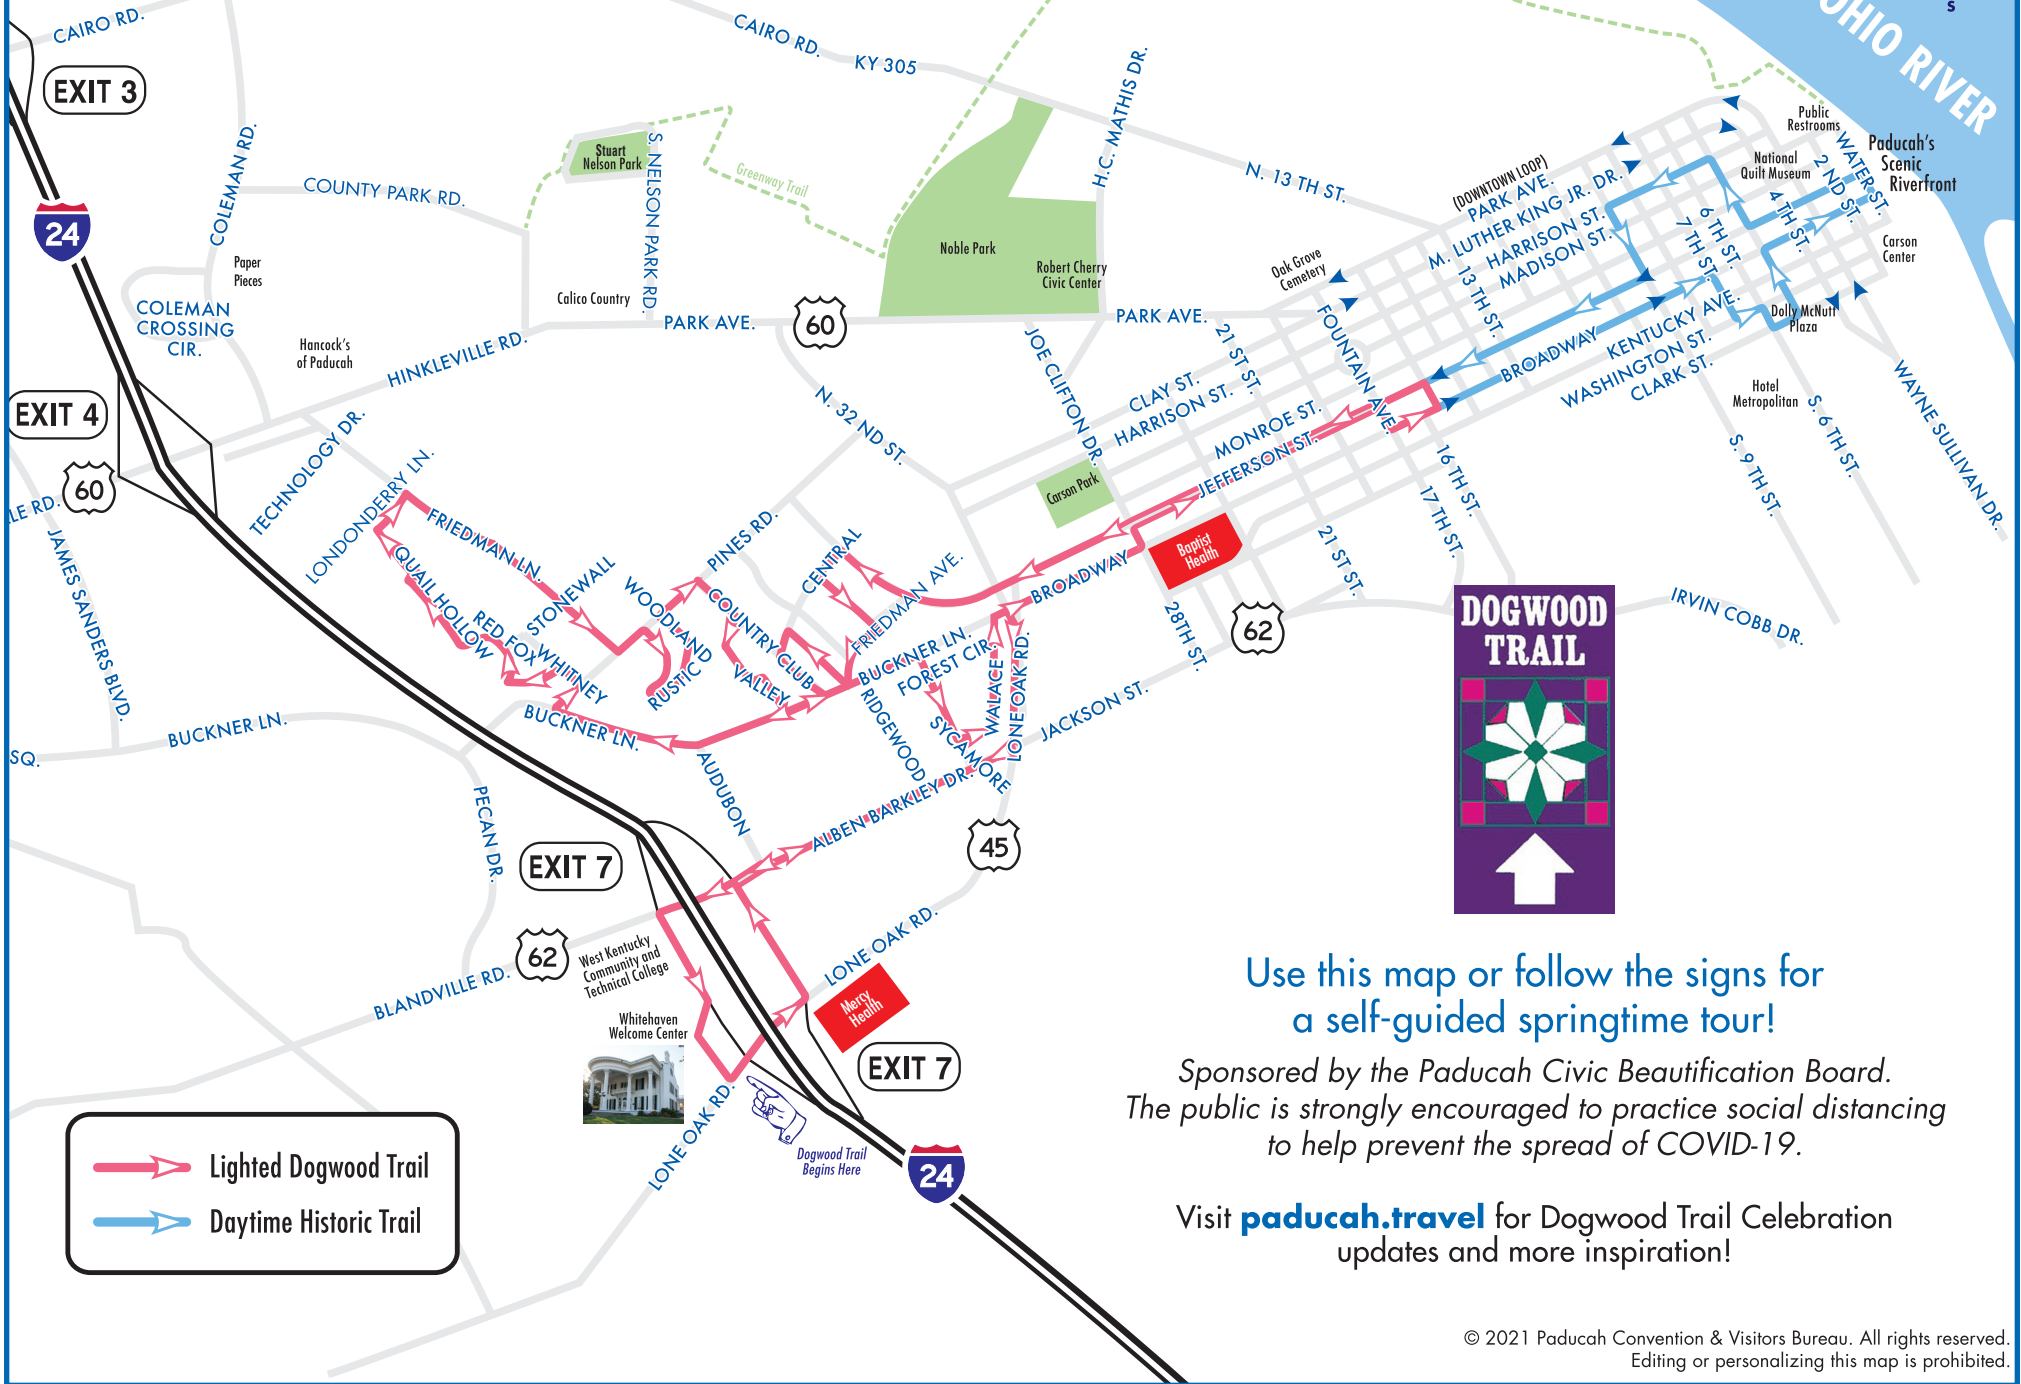 CAIRO RD.
EXIT 3
24
COLEMAN RD.
COUNTY PARK RD.
Paper
Pieces
COLEMAN
CROSSING
CIR.
Hancock's
of Paducah
HINKLEVILLE RD.
EXIT 4
60
LE RD.
JAMES SANDERS BLVD.
TECHNOLOGY DR.
LONDONDERRY LN.
SQ.
BUCKNER LN.
PECAN DR.
CAIRO RD.
KY 305
Stuart
Nelson Park
S. NELSON PARK RD.
Greenway Trail
Calico Country
PARK AVE.
60
Noble Park
Robert Cherry
Civic Center
H.C. MATHIS DR.
N. 13 TH ST.
PARK AVE.
Oak Grove
Cemetery
N. 32 ND ST.
JOE CLIFTON DR.
21 ST ST.
FOUNTAIN AVE.
CLAY ST.
HARRISON ST.
MONROE ST.
JEFFERSON ST.
Carson Park
Baptist
Health
BROADWAY
28TH ST.
62
21 ST ST.
17 TH ST.
16 TH ST.
IRVIN COBB DR.
OHIO RIVER
S
(DOWNTOWN LOOP)
PARK AVE.
M. LUTHER KING JR. DR.
HARRISON ST.
MADISON ST.
13 TH ST.
Public
Restrooms
National
Quilt Museum
Paducah's
Scenic
Riverfront
WATER ST.
2 ND ST.
4 TH ST.
6 TH ST.
7 TH ST.
Carson
Center
Dolly McNutt
Plaza
BROADWAY
KENTUCKY AVE.
WASHINGTON ST.
CLARK ST.
Hotel
Metropolitan
S. 9 TH ST.
S. 6 TH ST.
WAYNE SULLIVAN DR.
FRIEDMAN LN.
QUAIL HOLLOW
RED FOX
STONEWALL
WHITNEY
WOODLAND
RUSTIC
PINES RD.
COUNTRY CLUB
VALLEY
CENTRAL
FRIEDMAN AVE.
BUCKNER LN.
FOREST CIR.
BUCKNER LN.
RIDGEWOOD
SYCAMORE
WALACE
LONE OAK RD.
JACKSON ST.
AUDUBON
ALBEN BARKLEY DR.
45
EXIT 7
62
BLANDVILLE RD.
West Kentucky
Community and
Technical College
LONE OAK RD.
Mercy
Health
Whitehaven
Welcome Center
EXIT 7
LONE OAK RD.
Dogwood Trail
Begins Here
24
Lighted Dogwood Trail
Daytime Historic Trail
DOGWOOD
TRAIL
Use this map or follow the signs for
a self-guided springtime tour!
Sponsored by the Paducah Civic Beautification Board.
The public is strongly encouraged to practice social distancing
to help prevent the spread of COVID-19.
Visit paducah.travel for Dogwood Trail Celebration
updates and more inspiration!
© 2021 Paducah Convention & Visitors Bureau. All rights reserved.
Editing or personalizing this map is prohibited.